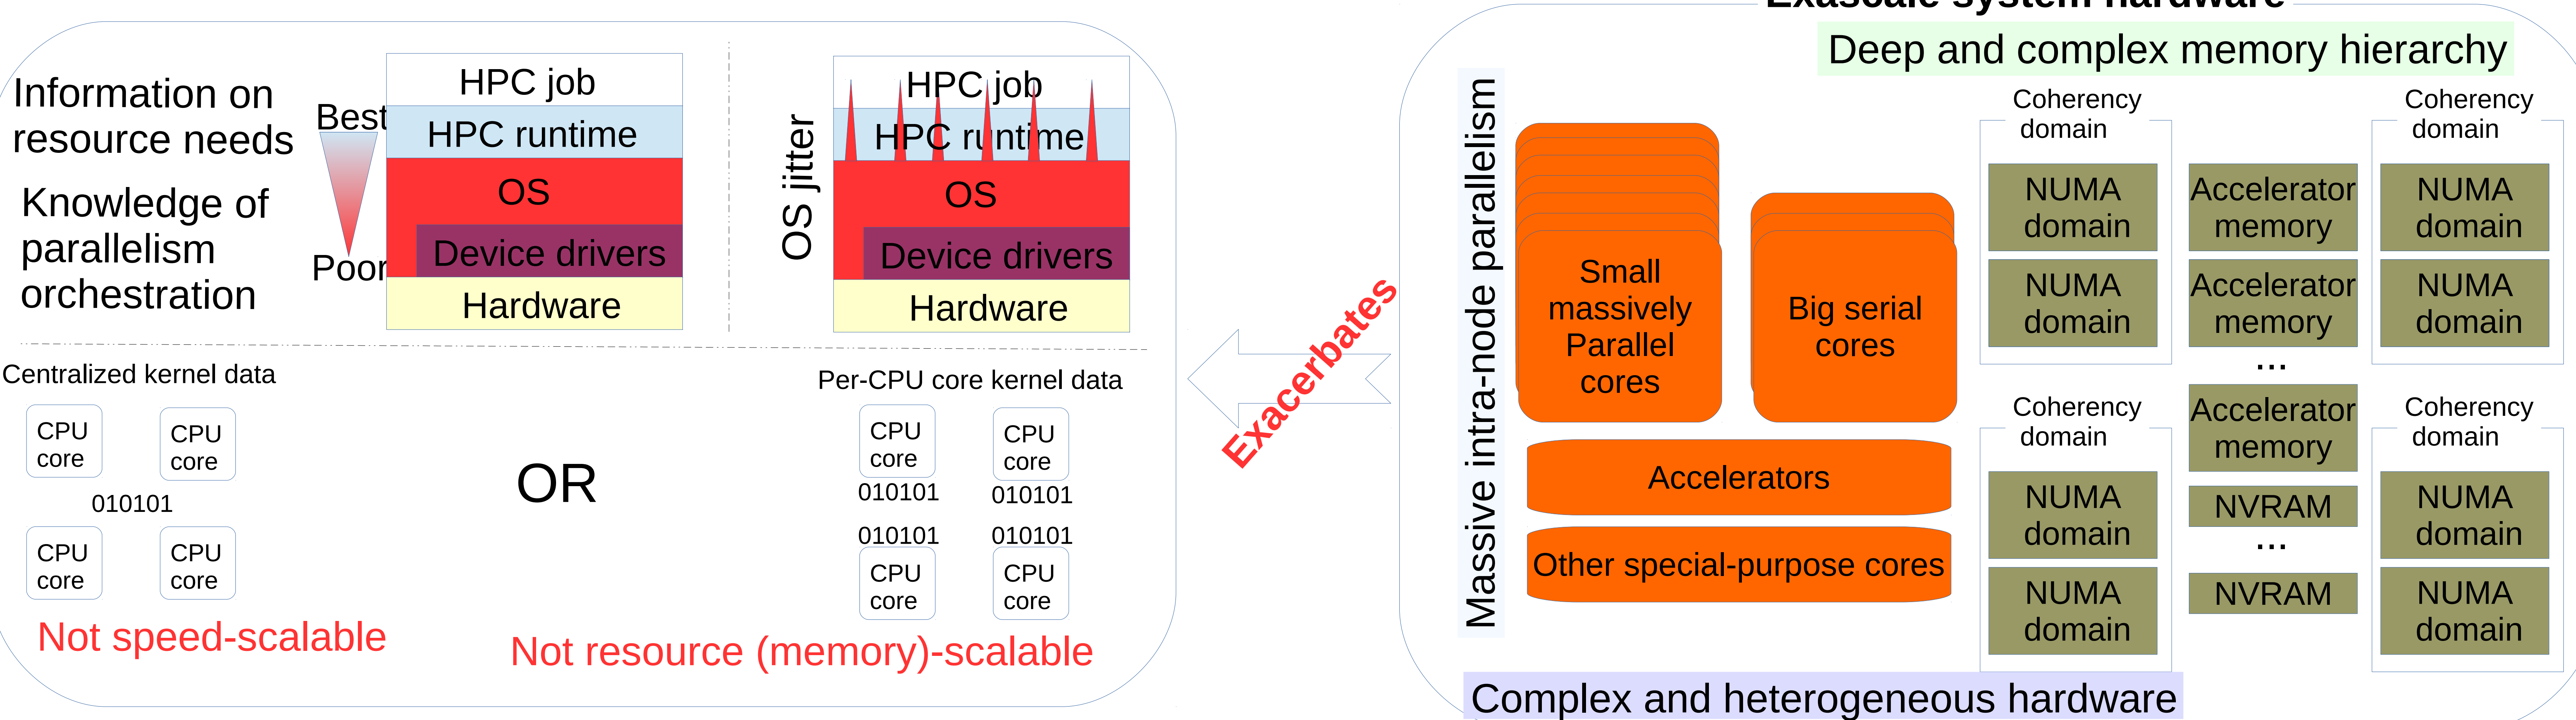 Information on
resource needs
Knowledge of
parallelism
orchestration
Best
Poor
HPC job
HPC runtime
OS
Device drivers
Hardware
OS jitter
HPC job
HPC runtime
OS
Device drivers
Hardware
Centralized kernel data
CPU
core
CPU
core
010101
CPU
core
CPU
core
Not speed-scalable
OR
Per-CPU core kernel data
CPU
core
CPU
core
010101
010101
010101
010101
CPU
core
CPU
core
Not resource (memory)-scalable
Exacerbates
Exascale system hardware
Deep and complex memory hierarchy
Massive intra-node parallelism
Small
massively
Parallel
cores
Big serial
cores
Accelerators
Other special-purpose cores
Coherency
domain
NUMA
domain
NUMA
domain
Accelerator
memory
Accelerator
memory
...
Accelerator
memory
NVRAM
...
NVRAM
Coherency
domain
NUMA
domain
NUMA
domain
Coherency
domain
NUMA
domain
NUMA
domain
Coherency
domain
NUMA
domain
NUMA
domain
Complex and heterogeneous hardware